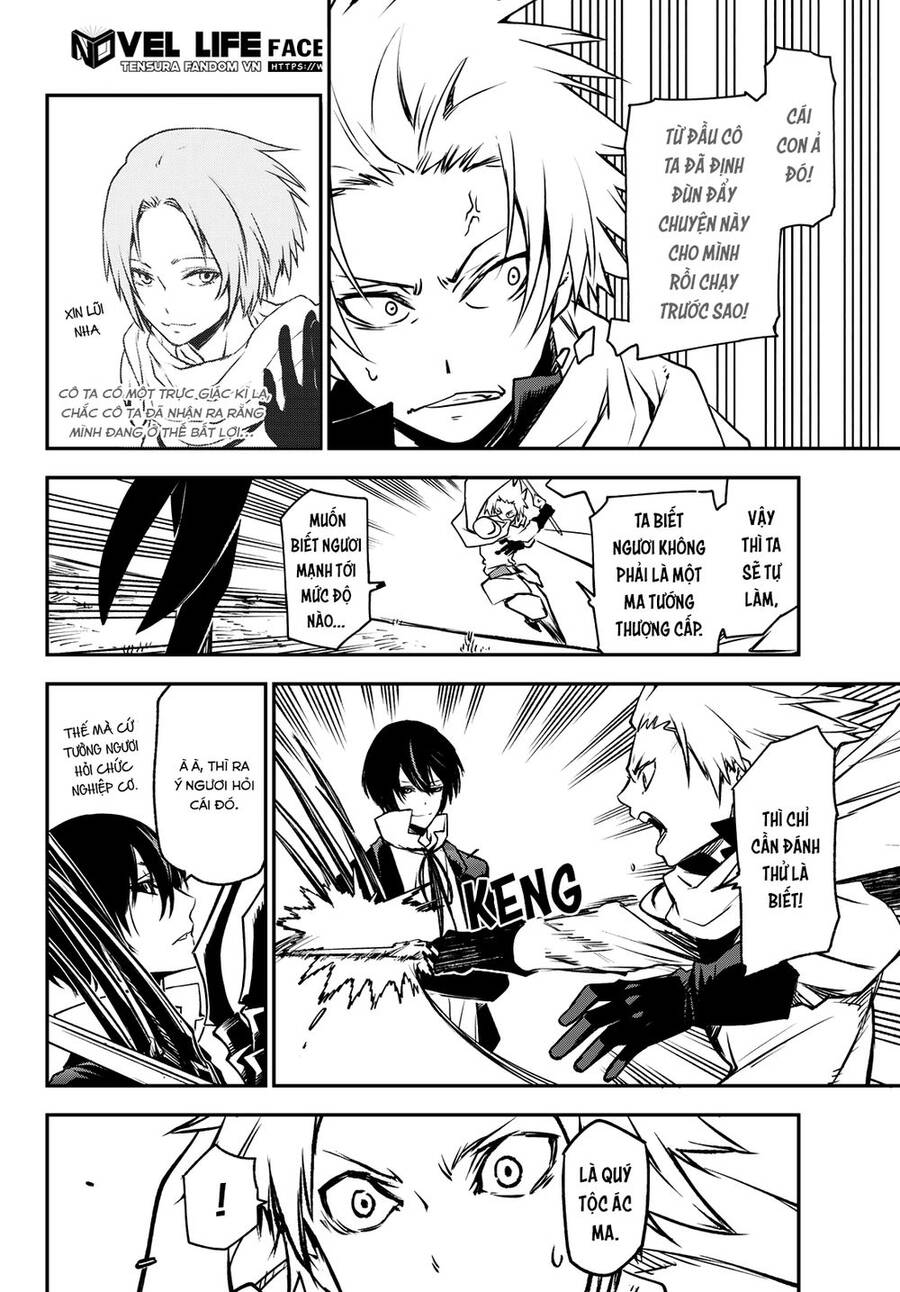 NOVEL LIFE FACE
TENSURA FANDOM VN HTTPS://W
CÁI
CON Ả
ĐÓ!
TỪ ĐẦU CÔ
TA ĐÃ ĐỊNH
ĐÙN ĐẨY
CHUYỆN NÀY
CHO MÌNH
RỒI CHẠY
TRƯỚC SAO!
XIN LŨI
NHA
CÔ TA CÓ MỘT TRỰC GIÁC KÌ LẠ,
CHẮC CÔ TA ĐÃ NHẬN RA RẰNG
MÌNH ĐANG Ở THẾ BẤT LỢI...
VẬY
THÌ TA
SẼ TỰ
LÀM,
TA BIẾT
NGƯƠI KHÔNG
PHẢI LÀ MỘT
MA TƯỚNG
THƯỢNG CẤP.
MUỐN
BIẾT NGƯƠI
MẠNH TỚI
MỨC ĐỘ
NÀO...
THÌ CHỈ
CẦN ĐÁNH
THỬ LÀ
BIẾT!
KENG
À À, THÌ RA
Ý NGƯƠI HỎI
CÁI ĐÓ.
THẾ MÀ CỨ
TƯỞNG NGƯƠI
HỎI CHỨC
NGHIỆP CƠ.
LÀ QUÝ
TỘC ÁC
MA.
!